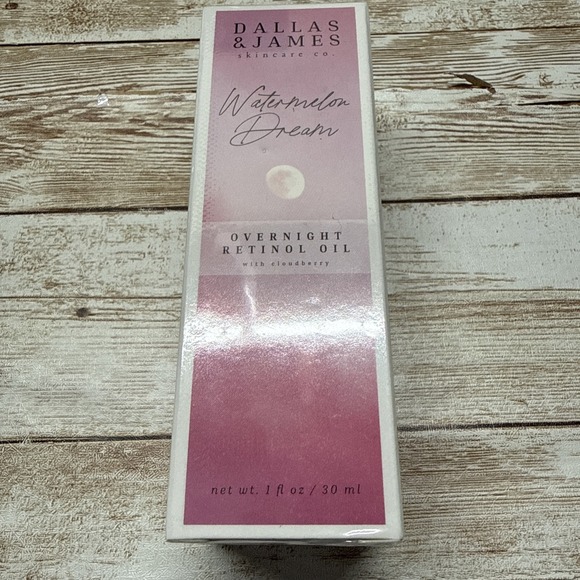 DALLAS
& JAMES
skincare co.
Watermelon
Dream
OVERNIGHT
RETINOL OIL
with cloudberry
net wt. 1 fl oz / 30 ml